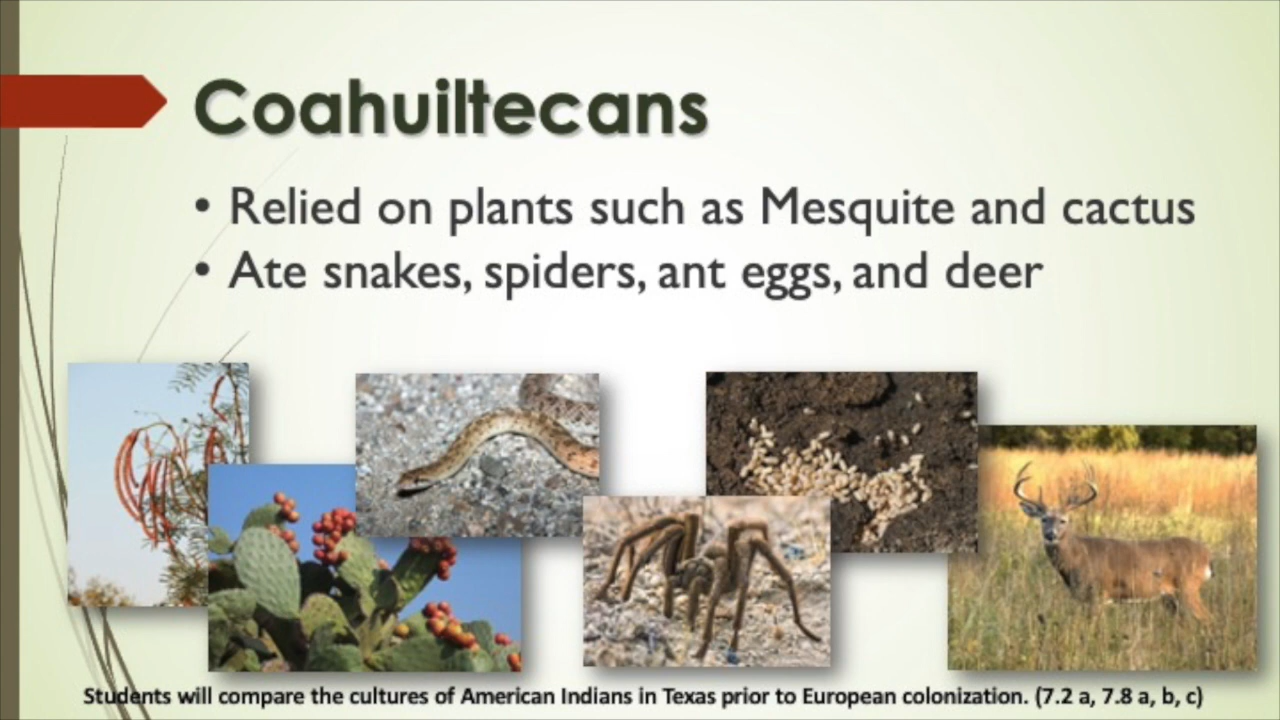 Coahuiltecans
• Relied on plants such as Mesquite and cactus
• Ate snakes, spiders, ant eggs, and deer
Students will compare the cultures of American Indians in Texas prior to European colonization. (7.2 a, 7.8 a, b, c)